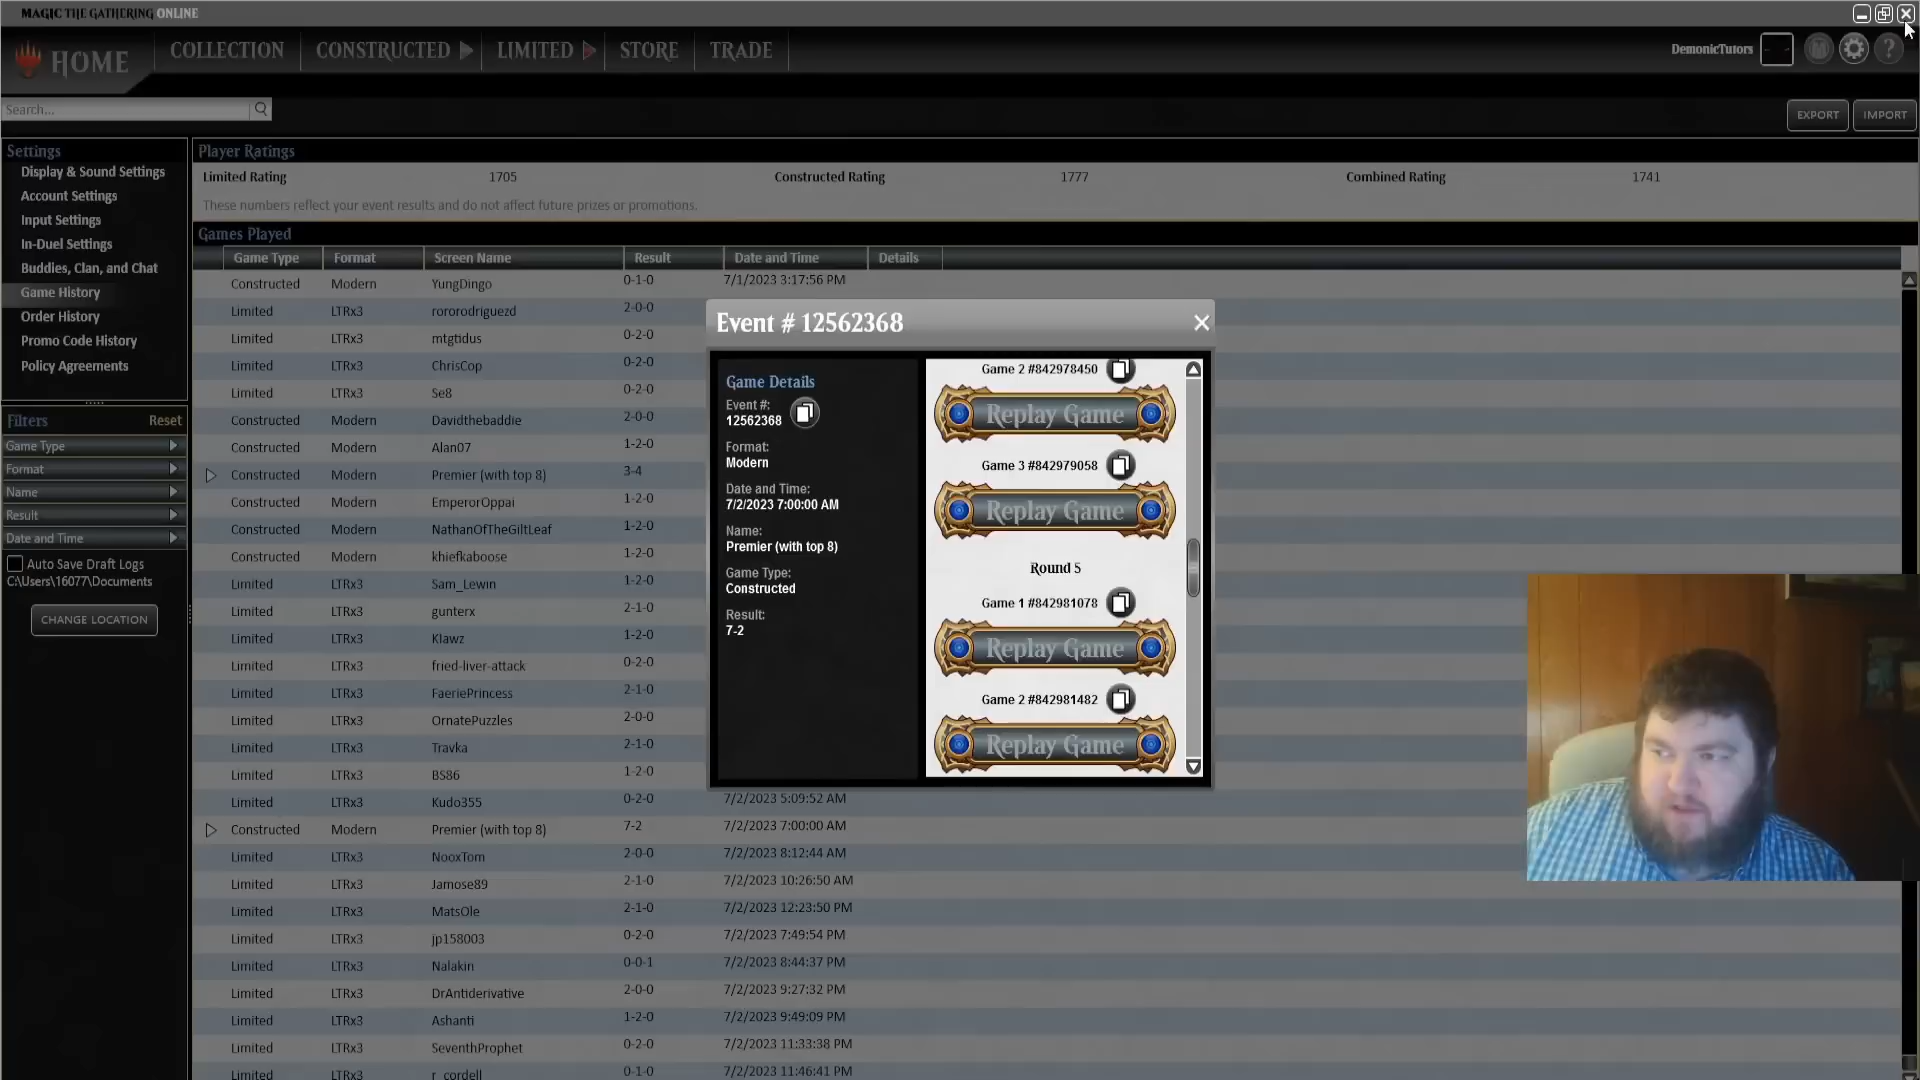 MAGIC THE GATHERING ONLINE
HOME
COLLECTION
CONSTRUCTED
LIMITED
STORE
TRADE
DemonicTutors
?
Search...
EXPORT
IMPORT
Settings
Display & Sound Settings
Account Settings
Input Settings
In-Duel Settings
Buddies, Clan, and Chat
Game History
Order History
Promo Code History
Policy Agreements
Filters Reset
Game Type
Format
Name
Result
Date and Time
Auto Save Draft Logs
C:\Users\16077\Documents
CHANGE LOCATION
Player Ratings
Limited Rating 1705 Constructed Rating 1777 Combined Rating 1741
These numbers reflect your event results and do not affect future prizes or promotions.
Games Played
Game Type Format Screen Name Result Date and Time Details
Constructed Modern YungDingo 0-1-0 7/1/2023 3:17:56 PM
Limited LTRx3 rororodriguezd 2-0-0
Limited LTRx3 mtgtidus 0-2-0
Limited LTRx3 ChrisCop 0-2-0
Limited LTRx3 Se8 0-2-0
Constructed Modern Davidthebaddie 2-0-0
Constructed Modern Alan07 1-2-0
Constructed Modern Premier (with top 8) 3-4
Constructed Modern EmperorOppai 1-2-0
Constructed Modern NathanOfTheGiltLeaf 1-2-0
Constructed Modern khiefkaboose 1-2-0
Limited LTRx3 Sam_Lewin 1-2-0
Limited LTRx3 gunterx 2-1-0
Limited LTRx3 Klawz 1-2-0
Limited LTRx3 fried-liver-attack 0-2-0
Limited LTRx3 FaeriePrincess 2-1-0
Limited LTRx3 OrnatePuzzles 2-0-0
Limited LTRx3 Travka 2-1-0
Limited LTRx3 BS86 1-2-0
Limited LTRx3 Kudo355 0-2-0 7/2/2023 5:09:52 AM
Constructed Modern Premier (with top 8) 7-2 7/2/2023 7:00:00 AM
Limited LTRx3 NooxTom 2-0-0 7/2/2023 8:12:44 AM
Limited LTRx3 Jamose89 2-1-0 7/2/2023 10:26:50 AM
Limited LTRx3 MatsOle 2-1-0 7/2/2023 12:23:50 PM
Limited LTRx3 jp158003 0-2-0 7/2/2023 7:49:54 PM
Limited LTRx3 Nalakin 0-0-1 7/2/2023 8:44:37 PM
Limited LTRx3 DrAntiderivative 2-0-0 7/2/2023 9:27:32 PM
Limited LTRx3 Ashanti 1-2-0 7/2/2023 9:49:09 PM
Limited LTRx3 SeventhProphet 0-2-0 7/2/2023 11:33:38 PM
Limited LTRx3 r_cordell 0-1-0 7/2/2023 11:46:41 PM
Event # 12562368
Game Details
Event #:
12562368
Format:
Modern
Date and Time:
7/2/2023 7:00:00 AM
Name:
Premier (with top 8)
Game Type:
Constructed
Result:
7-2
Game 2 #842978450
Replay Game
Game 3 #842979058
Replay Game
Round 5
Game 1 #842981078
Replay Game
Game 2 #842981482
Replay Game